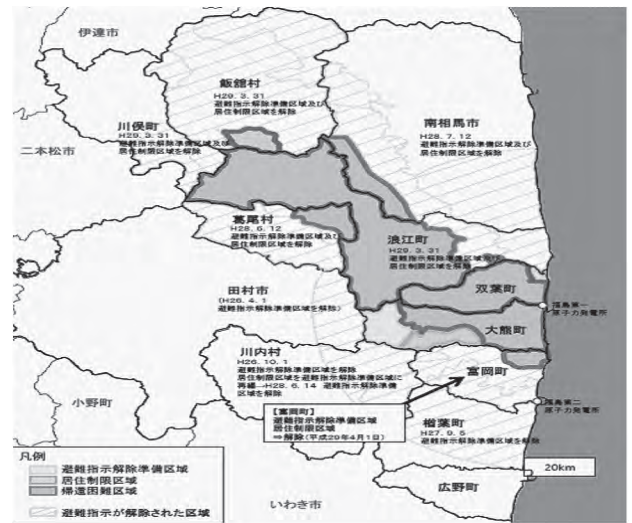 伊達市
飯舘村
H29. 3. 31
避難指示解除準備区域及び
居住制限区域を解除
川俣町
H29. 3. 31
避難指示解除準備区域及び
居住制限区域を解除
南相馬市
H28. 7. 12
避難指示解除準備区域及び
居住制限区域を解除
二本松市
葛尾村
H28. 6. 12
避難指示解除準備区域及び
居住制限区域を解除
浪江町
H29. 3. 31
避難指示解除準備区域及び
居住制限区域を解除
田村市
(H26. 4. 1
避難指示解除準備区域を解除)
双葉町
福島第一
原子力発電所
大熊町
川内村
H26. 10. 1
避難指示解除準備区域を解除
居住制限区域を避難指示解除準備区域に
再編→H28. 6. 14 避難指示解除準備
区域を解除
富岡町
小野町
【富岡町】
避難指示解除準備区域
居住制限区域
⇒解除(平成29年4月1日)
福島第二
原子力発電所
楢葉町
H27. 9. 5
避難指示解除準備区域を解除
凡例
避難指示解除準備区域
居住制限区域
帰還困難区域
避難指示が解除された区域
20km
広野町
いわき市